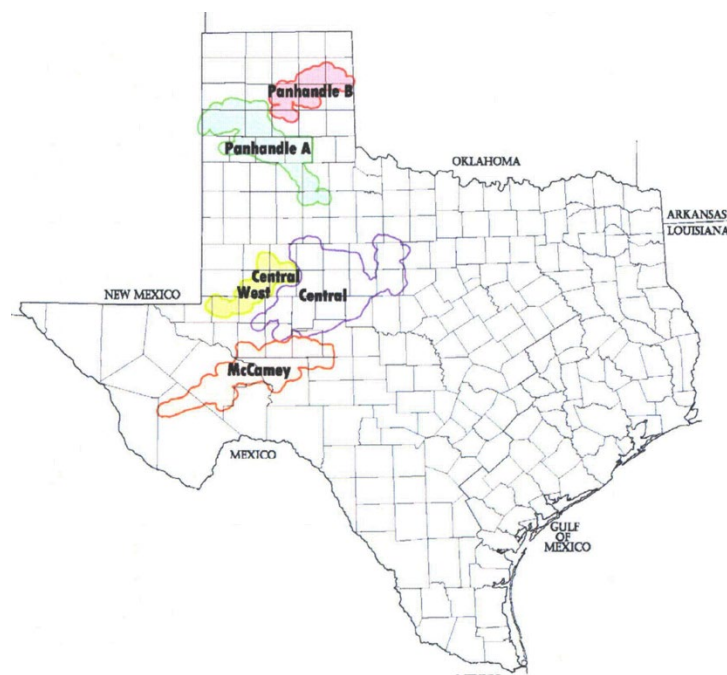 Panhandle B
Panhandle A
OKLAHOMA
ARKANSAS
LOUISIANA
Central
West
Central
NEW MEXICO
McCamey
MEXICO
GULF
OF
MEXICO